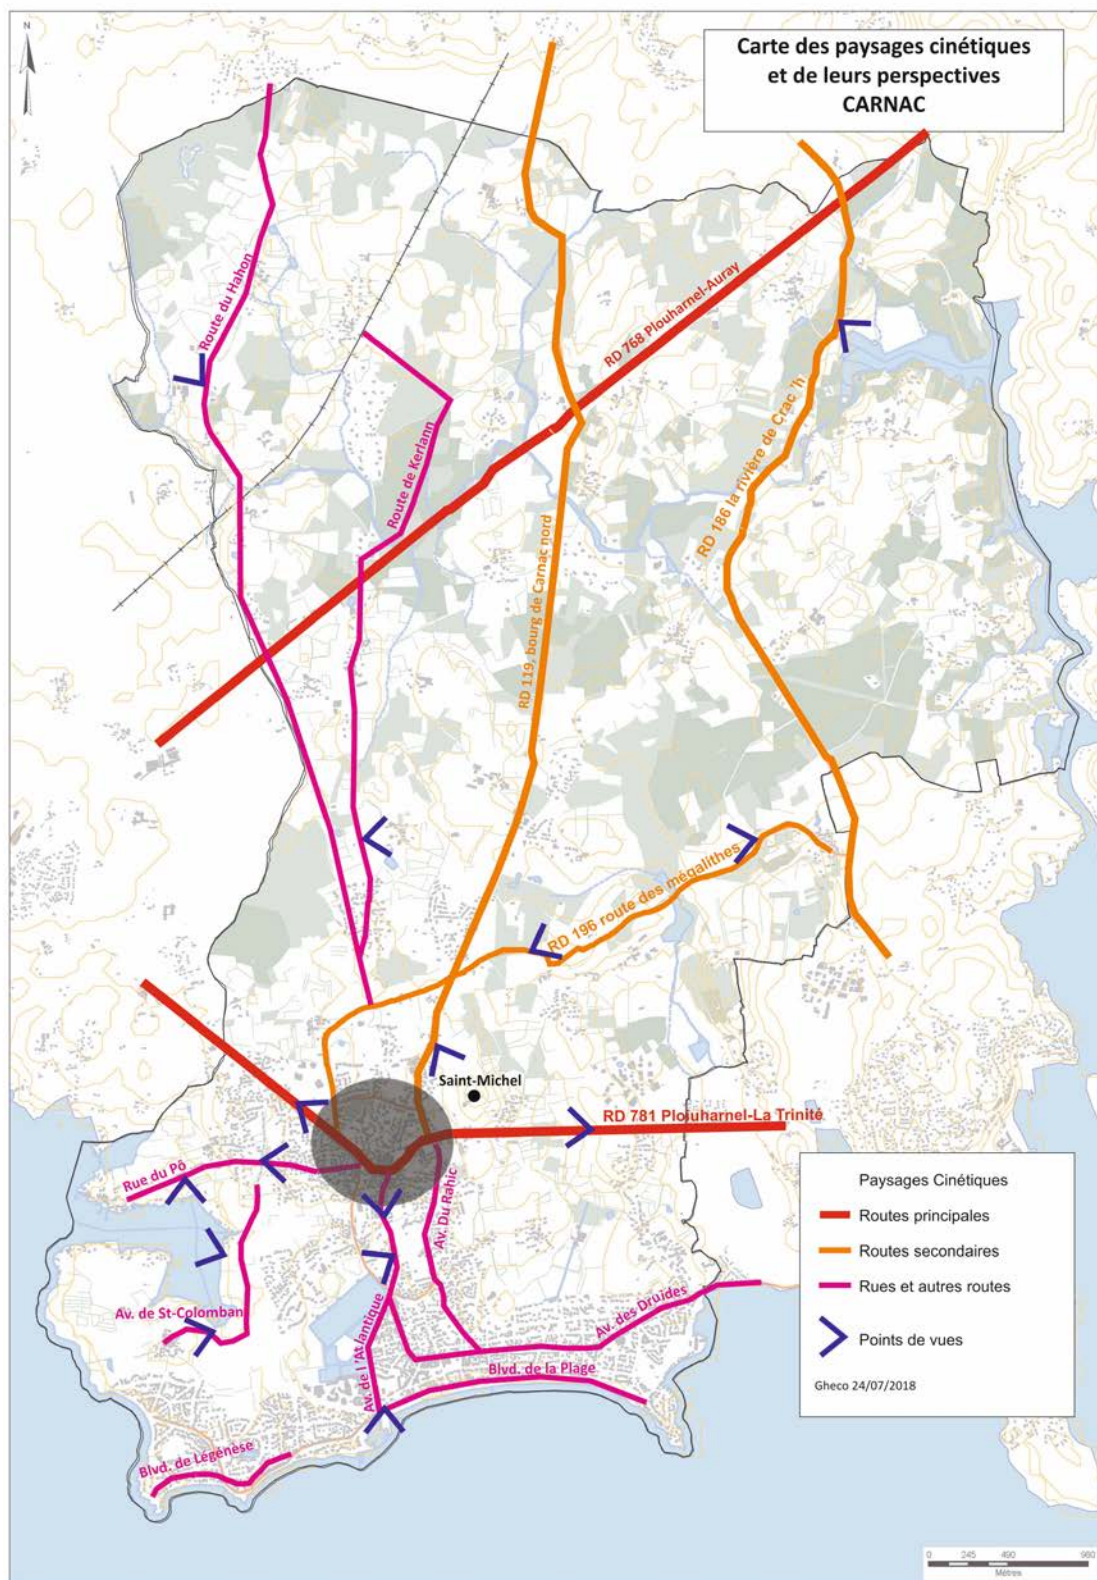 N
Carte des paysages cinétiques
et de leurs perspectives
CARNAC
Route du Hahon
RD 768 Plouharnel-Auray
Route de Kerlann
RD 186 la rivière de Crac 'h
RD 119, bourg de Carnac nord
RD 196 route des mégalithes
Saint-Michel
RD 781 Plouharnel-La Trinité
Rue du Pô
Av. Du Rahic
Av. de St-Colomban
Av. de l 'Atlantique
Av. des Druides
Blvd. de la Plage
Blvd. de Légénèse
Paysages Cinétiques
Routes principales
Routes secondaires
Rues et autres routes
Points de vues
Gheco 24/07/2018
0 245 490 980
Mètres